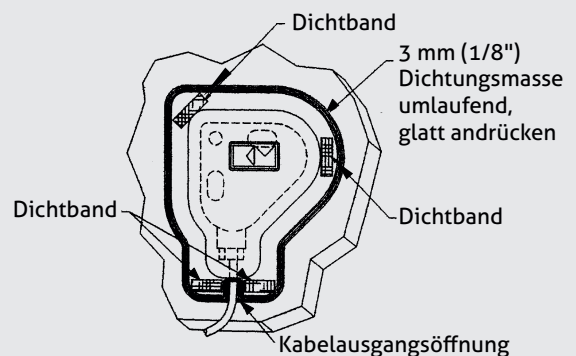 Dichtband
3 mm (1/8")
Dichtungsmasse
umlaufend,
glatt andrücken
Dichtband
Dichtband
Kabelausgangsöffnung